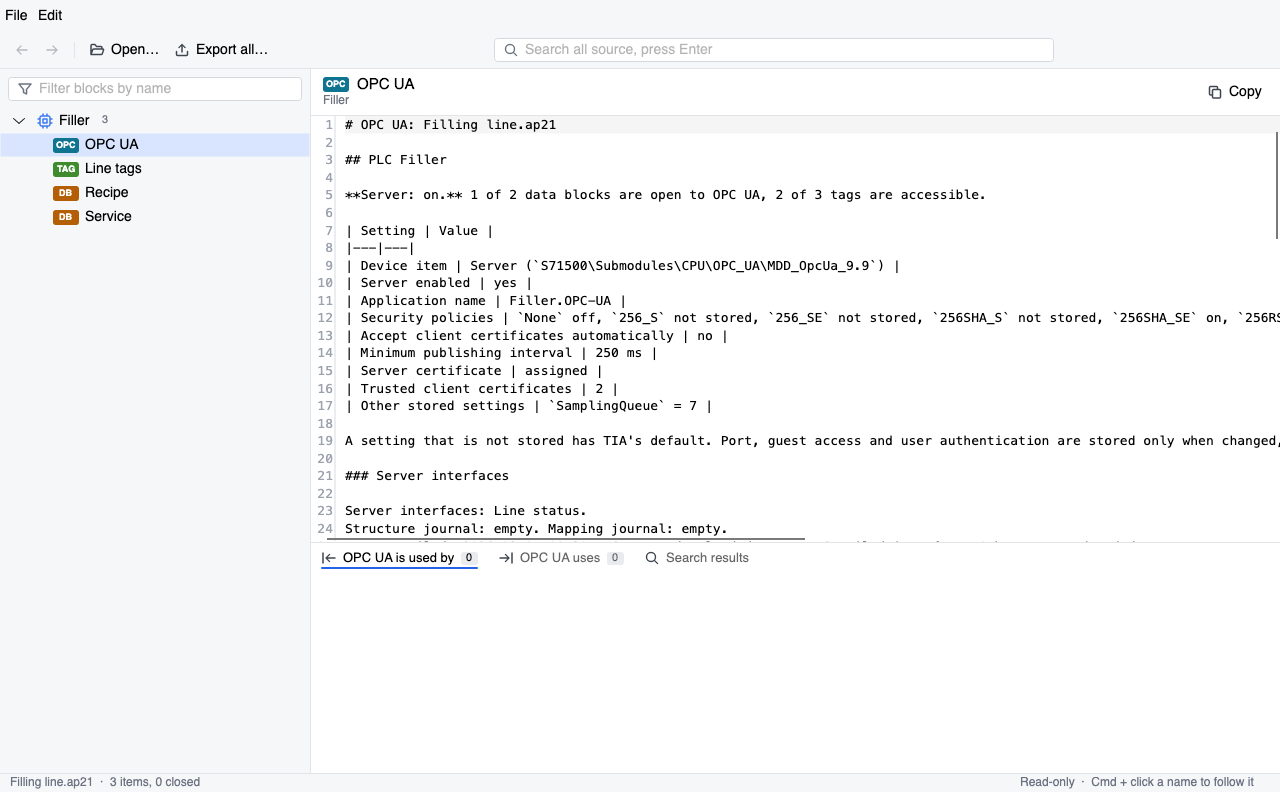 File Edit
Open… Export all… Search all source, press Enter
Filter blocks by name
Filler 3
OPC OPC UA
TAG Line tags
DB Recipe
DB Service
OPC OPC UA
Filler
Copy
1 # OPC UA: Filling line.ap21
2
3 ## PLC Filler
4
5 **Server: on.** 1 of 2 data blocks are open to OPC UA, 2 of 3 tags are accessible.
6
7 | Setting | Value |
8 |---|---|
9 | Device item | Server (`S71500\Submodules\CPU\OPC_UA\MDD_OpcUa_9.9`) |
10 | Server enabled | yes |
11 | Application name | Filler.OPC-UA |
12 | Security policies | `None` off, `256_S` not stored, `256_SE` not stored, `256SHA_S` not stored, `256SHA_SE` on, `256RS
13 | Accept client certificates automatically | no |
14 | Minimum publishing interval | 250 ms |
15 | Server certificate | assigned |
16 | Trusted client certificates | 2 |
17 | Other stored settings | `SamplingQueue` = 7 |
18
19 A setting that is not stored has TIA's default. Port, guest access and user authentication are stored only when changed,
20
21 ### Server interfaces
22
23 Server interfaces: Line status.
24 Structure journal: empty. Mapping journal: empty.
OPC UA is used by 0 OPC UA uses 0 Search results
Filling line.ap21 · 3 items, 0 closed
Read-only · Cmd + click a name to follow it